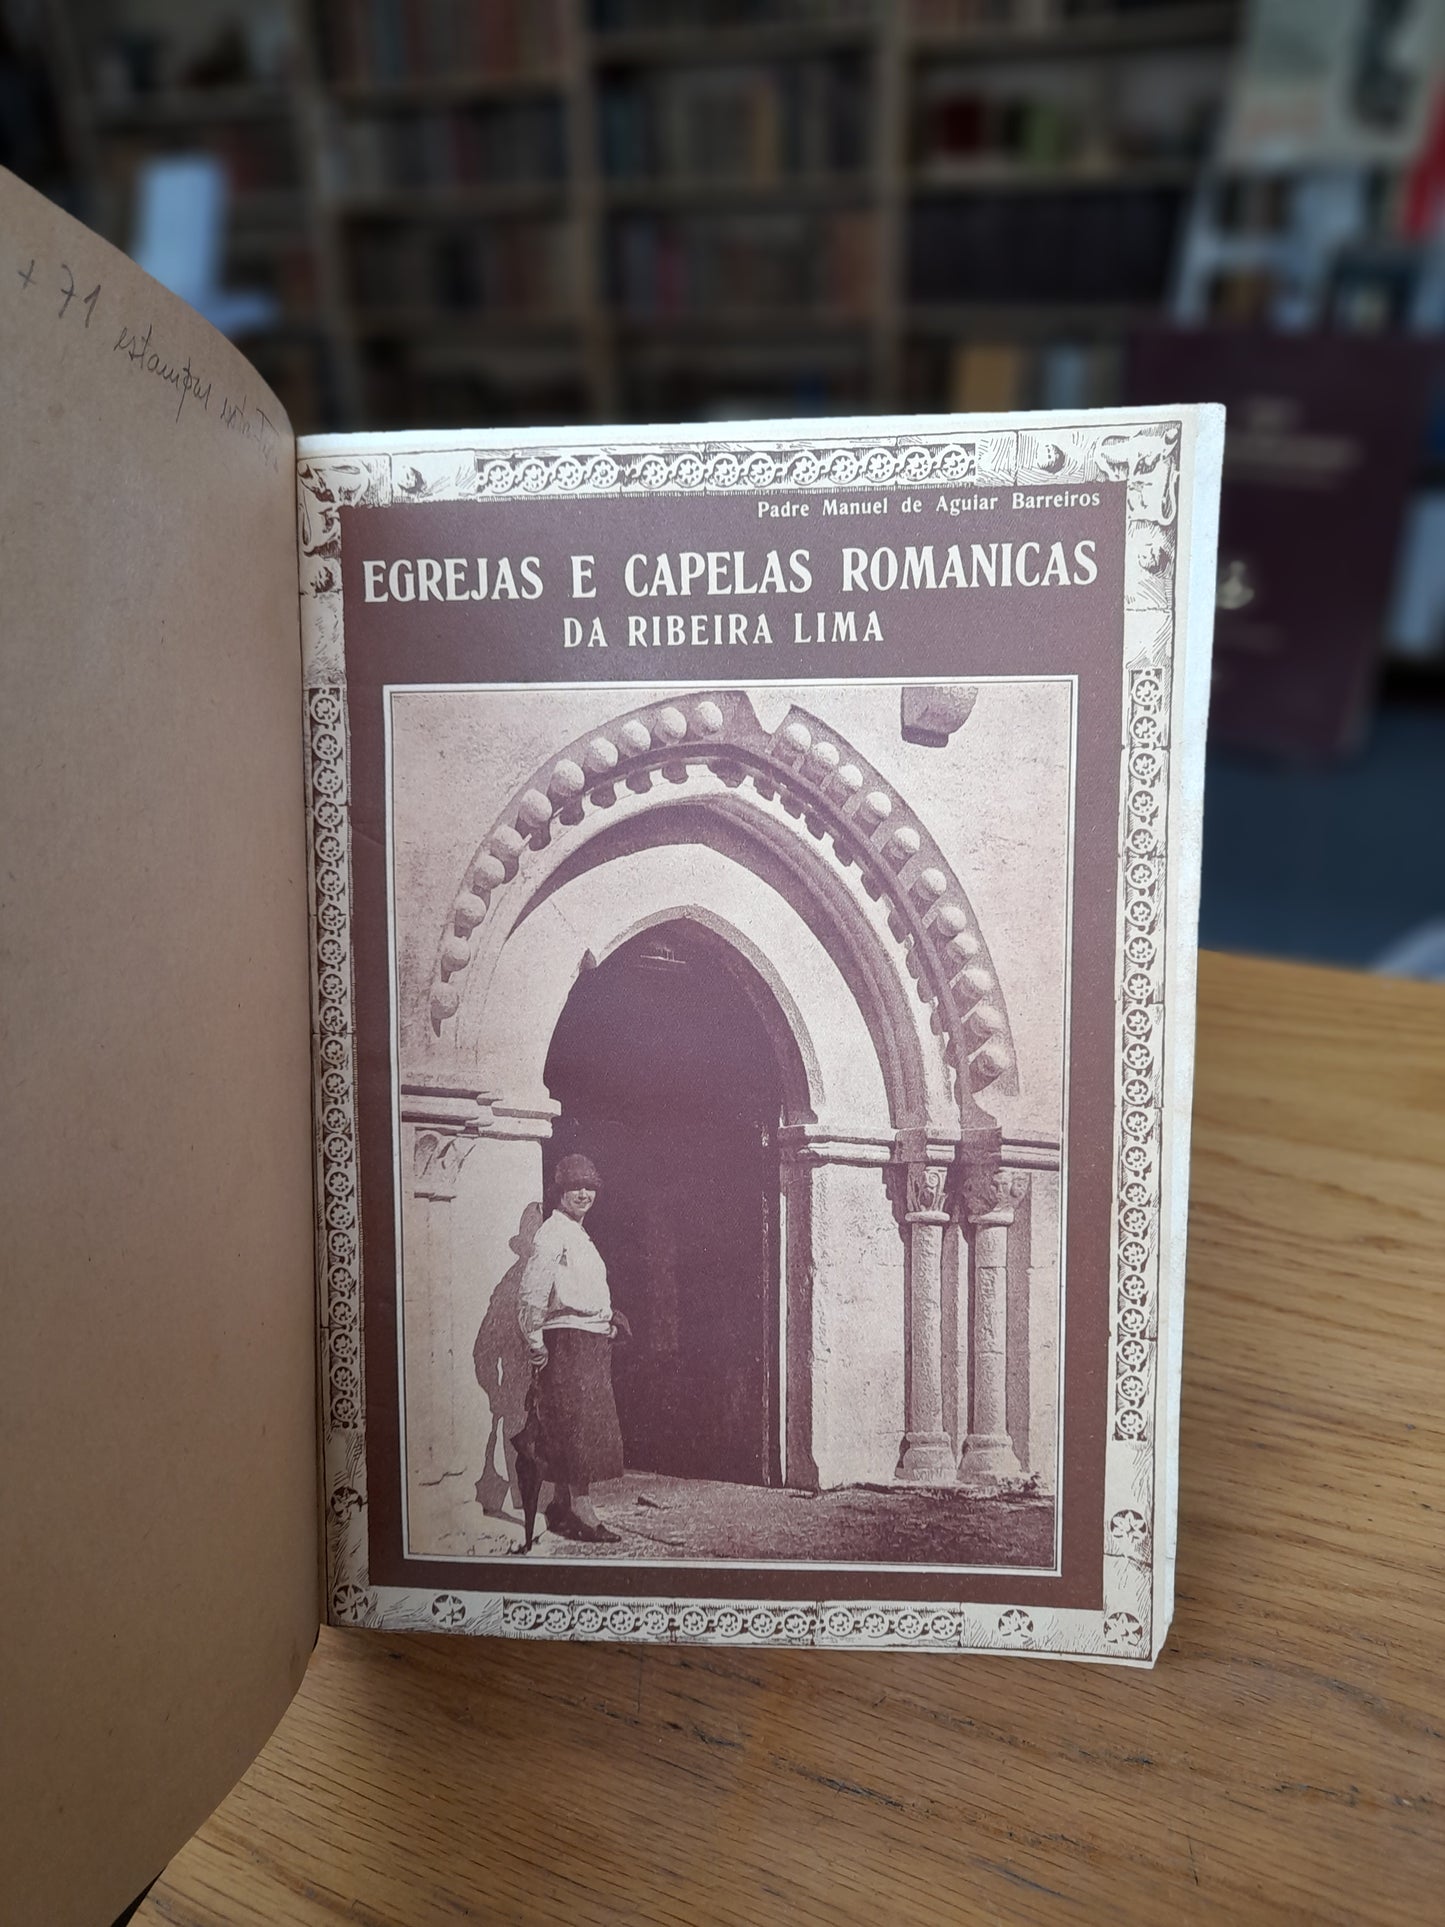 + 71
estampas
Padre Manuel de Aguiar Barreiros
EGREJAS E CAPELAS ROMANICAS
DA RIBEIRA LIMA